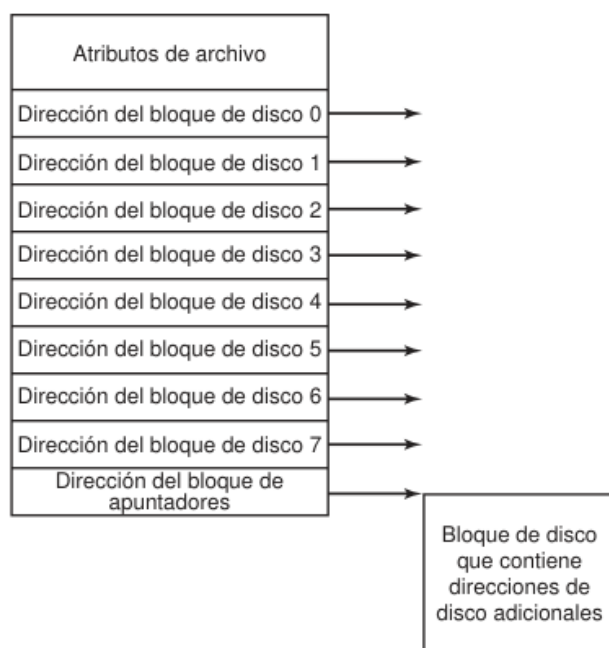 Atributos de archivo
Dirección del bloque de disco 0
Dirección del bloque de disco 1
Dirección del bloque de disco 2
Dirección del bloque de disco 3
Dirección del bloque de disco 4
Dirección del bloque de disco 5
Dirección del bloque de disco 6
Dirección del bloque de disco 7
Dirección del bloque de
apuntadores
Bloque de disco
que contiene
direcciones de
disco adicionales